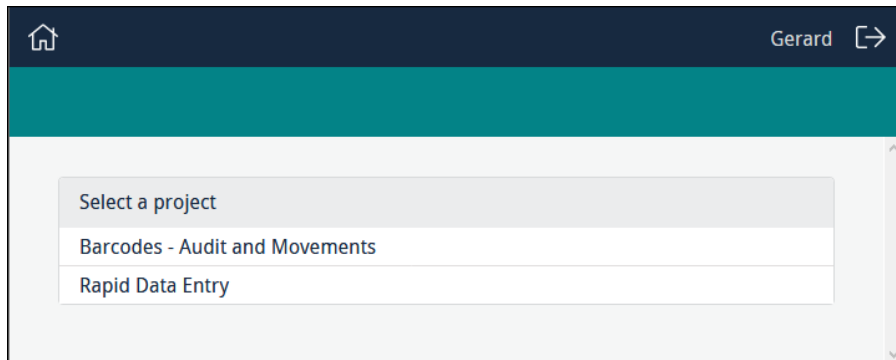 Gerard
Select a project
Barcodes - Audit and Movements
Rapid Data Entry